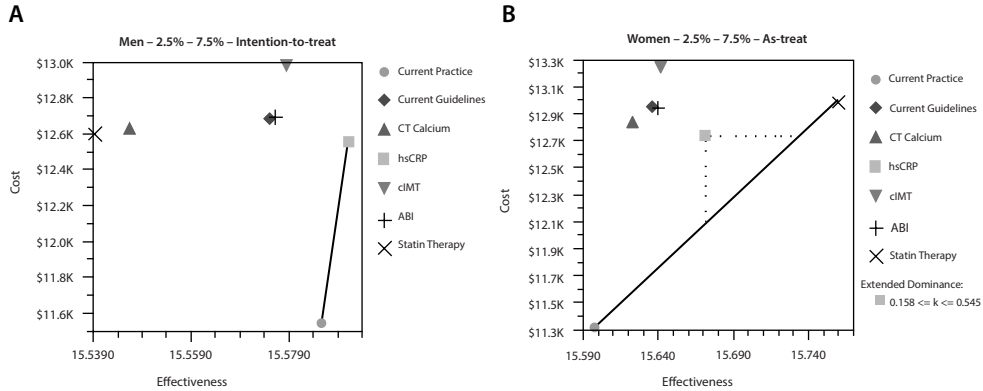 A
Men – 2.5% – 7.5% – Intention-to-treat
$13.0K
$12.8K
$12.6K
$12.4K
$12.2K
$12.0K
$11.8K
$11.6K
Cost
15.5390
15.5590
15.5790
Effectiveness
Current Practice
Current Guidelines
CT Calcium
hsCRP
cIMT
ABI
Statin Therapy
B
Women – 2.5% – 7.5% – As-treat
$13.3K
$13.1K
$12.9K
$12.7K
$12.5K
$12.3K
$12.1K
$11.9K
$11.7K
$11.5K
$11.3K
Cost
15.590
15.640
15.690
15.740
Effectiveness
Current Practice
Current Guidelines
CT Calcium
hsCRP
cIMT
ABI
Statin Therapy
Extended Dominance:
0.158 <= k <= 0.545